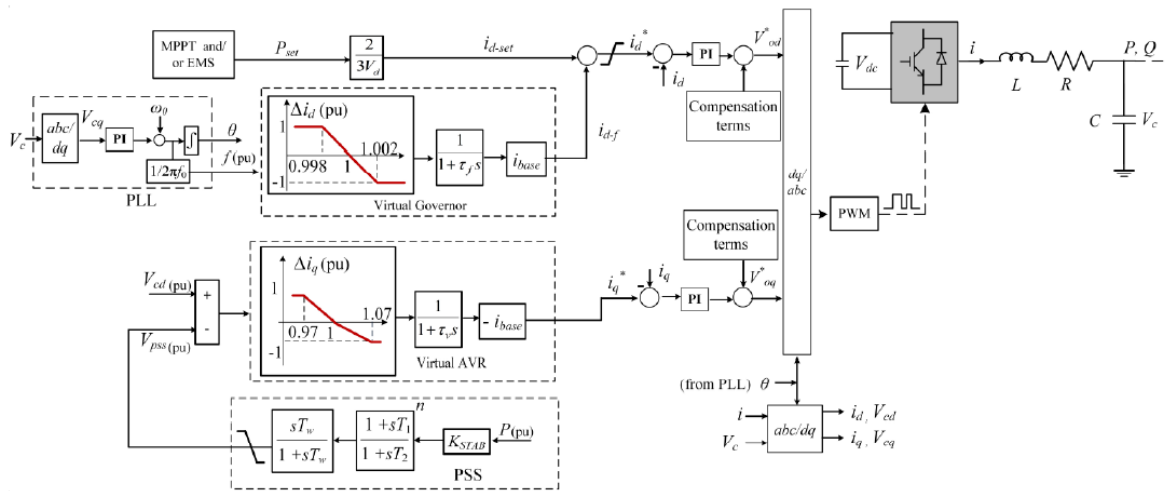 MPPT and/
or EMS
P_set
2
3V_d
i_d-set
i_d*
-
i_d
PI
V*_od
Compensation
terms
V_dc
i
L
R
P, Q
C
V_c
V_c
abc/
dq
V_cq
PI
ω_0
∫
θ
f(pu)
1/2πf_0
PLL
Δi_d (pu)
1
0.998
1
1.002
-1
1
1+τ_f s
i_base
i_d-f
Virtual Governor
dq/
abc
PWM
V_cd (pu)
V_pss(pu)
+
-
Δi_q (pu)
1
0.97
1
1.07
-1
1
1+τ_v s
- i_base
Virtual AVR
i_q*
-
i_q
PI
V*_oq
Compensation
terms
(from PLL) θ
i
V_c
abc/dq
i_d , V_cd
i_q , V_cq
sT_w
1+sT_w
1+sT_1
1+sT_2
n
K_STAB
P(pu)
PSS